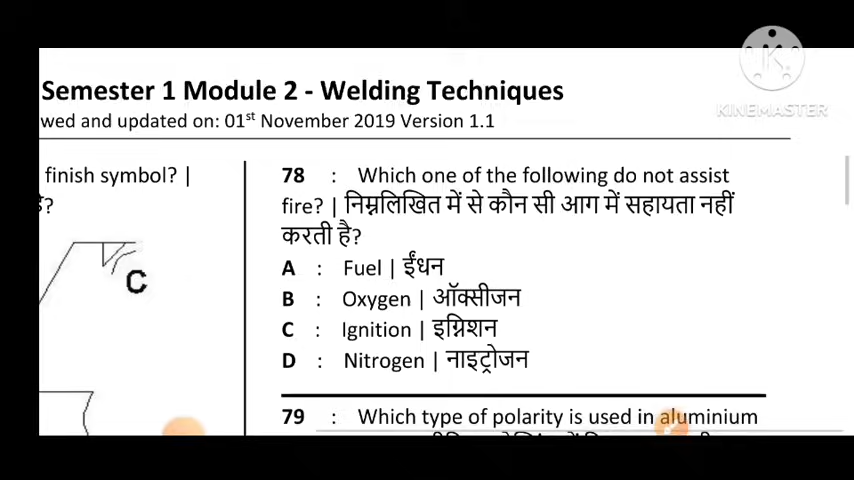 KINEMASTER
Semester 1 Module 2 - Welding Techniques
wed and updated on: 01st November 2019 Version 1.1
finish symbol? |
है?
C
78 : Which one of the following do not assist
fire? | निम्नलिखित में से कौन सी आग में सहायता नहीं
करती है?
A : Fuel | ईंधन
B : Oxygen | ऑक्सीजन
C : Ignition | इग्निशन
D : Nitrogen | नाइट्रोजन
79 : Which type of polarity is used in aluminium